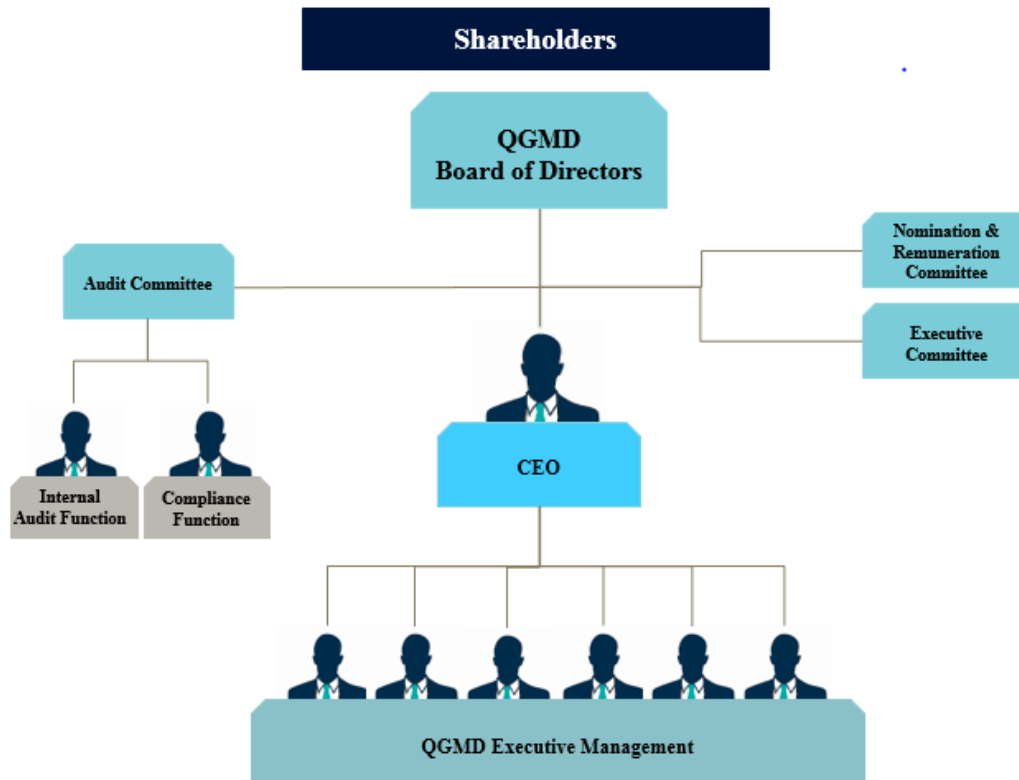 Shareholders
QGMD
Board of Directors
Nomination &
Remuneration
Committee
Audit Committee
Executive
Committee
CEO
Internal
Audit Function
Compliance
Function
QGMD Executive Management